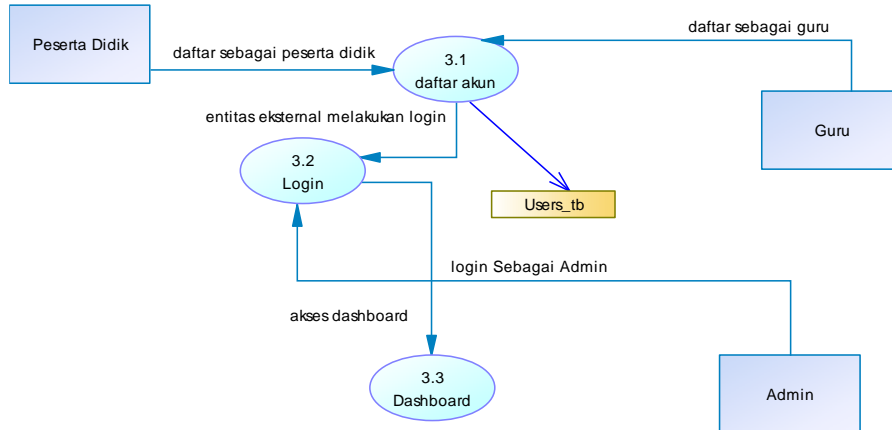 Peserta Didik
daftar sebagai peserta didik
daftar sebagai guru
3.1
daftar akun
Guru
entitas eksternal melakukan login
3.2
Login
Users_tb
login Sebagai Admin
akses dashboard
3.3
Dashboard
Admin